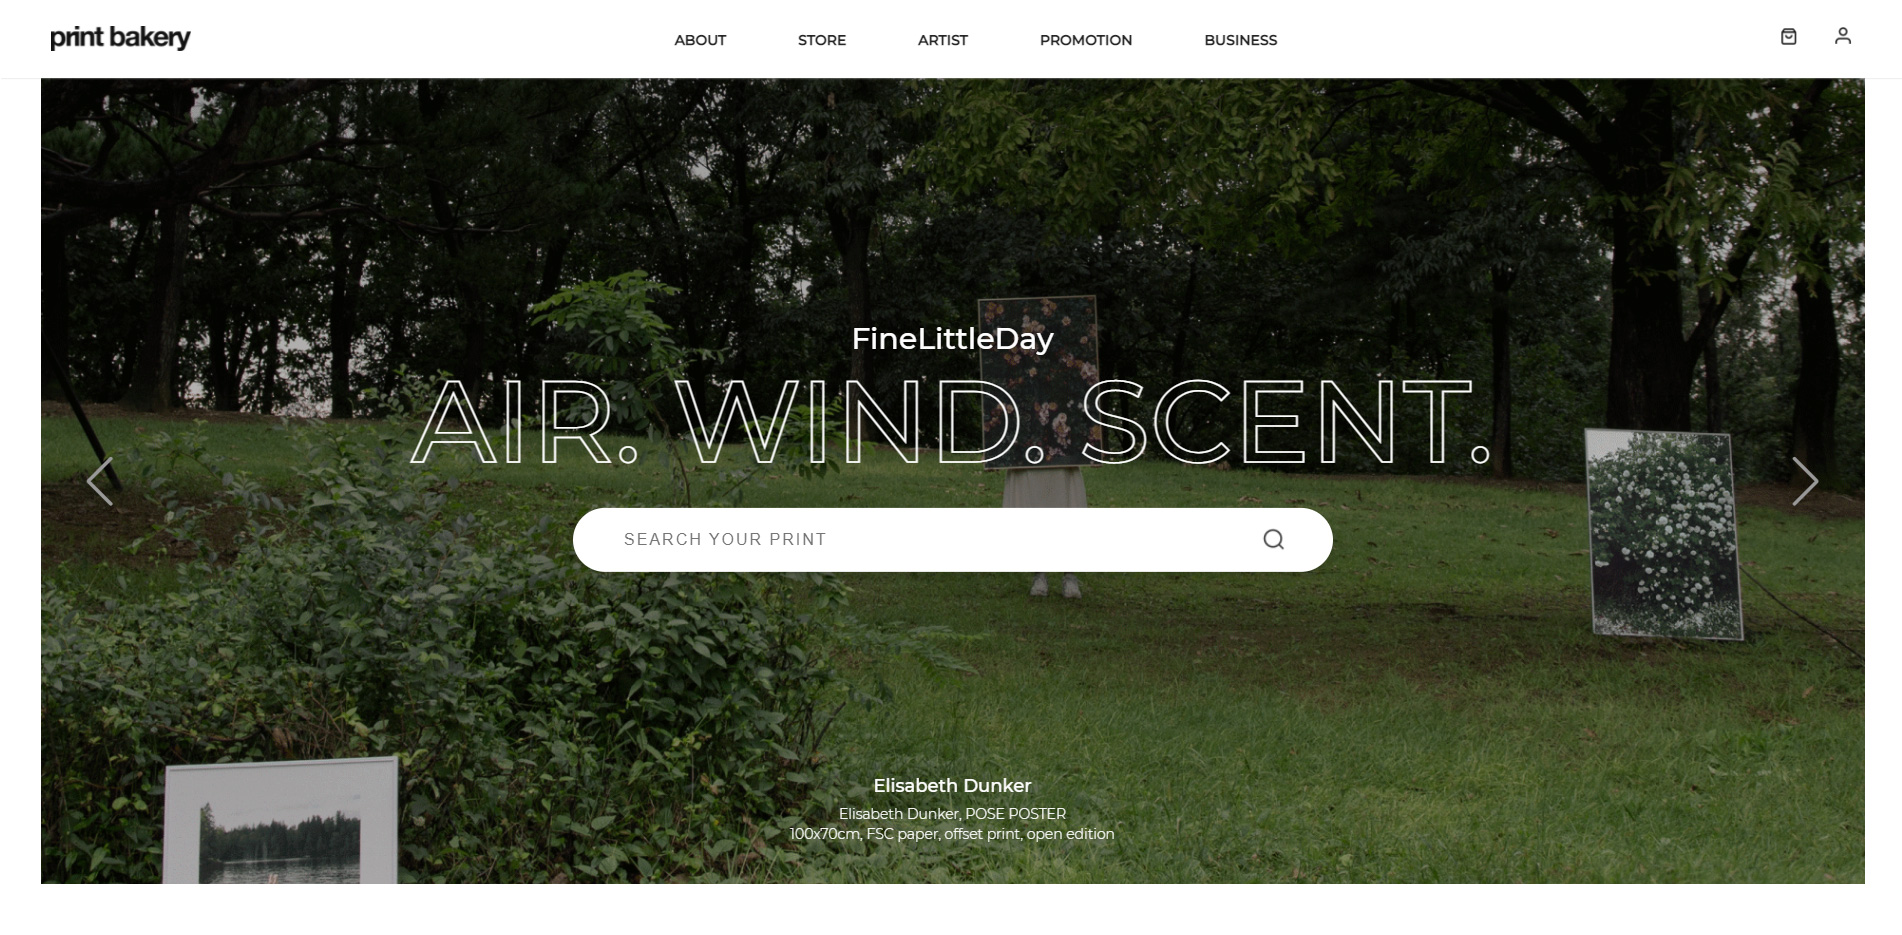 print bakery
ABOUT STORE ARTIST PROMOTION BUSINESS
FineLittleDay
AIR. WIND. SCENT.
SEARCH YOUR PRINT
Elisabeth Dunker
Elisabeth Dunker, POSE POSTER
100x70cm, FSC paper, offset print, open edition